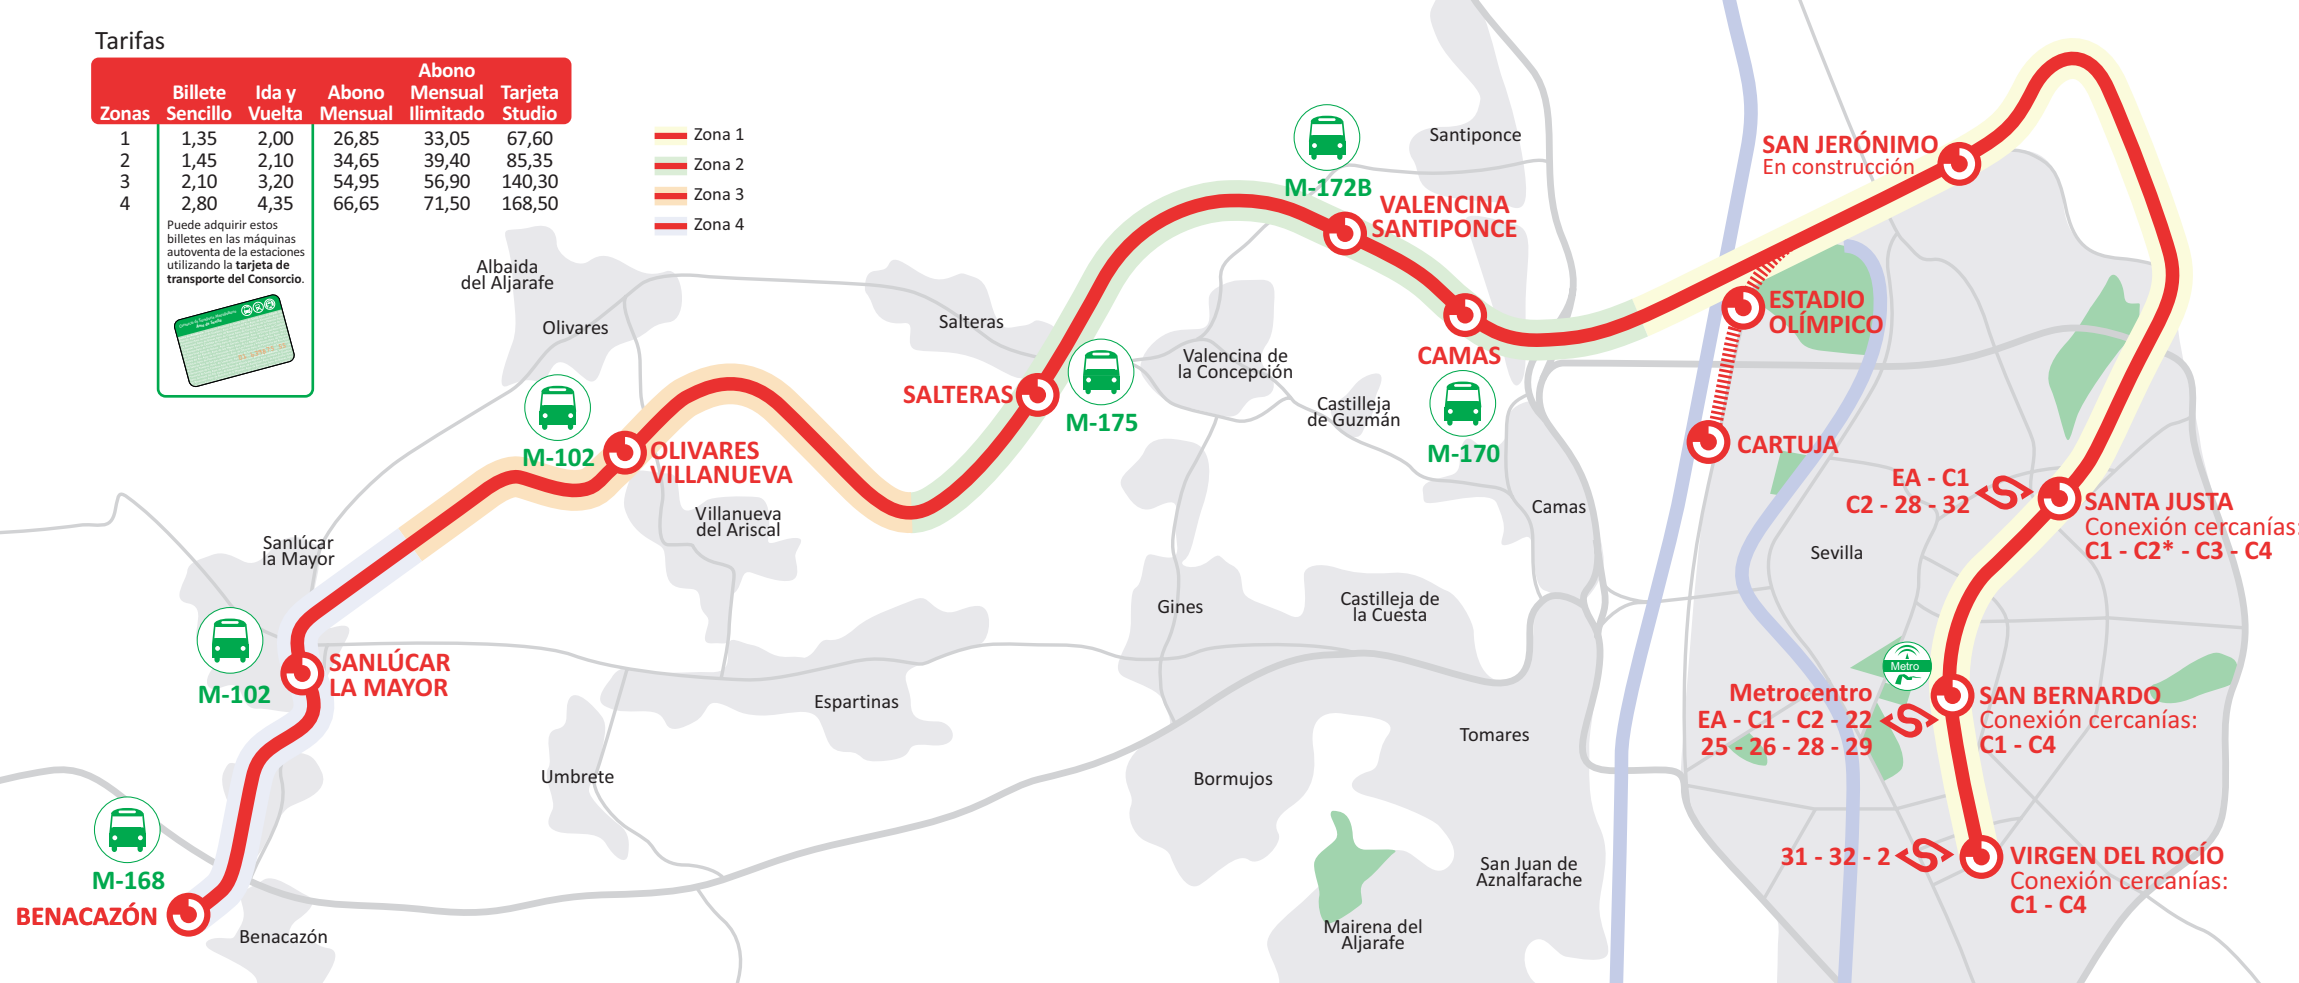 Tarifas
Zonas Billete Sencillo Ida y Vuelta Abono Mensual Abono Mensual Ilimitado Tarjeta Studio
1 1,35 2,00 26,85 33,05 67,60
2 1,45 2,10 34,65 39,40 85,35
3 2,10 3,20 54,95 56,90 140,30
4 2,80 4,35 66,65 71,50 168,50
Puede adquirir estos
billetes en las máquinas
autoventa de la estaciones
utilizando la tarjeta de
transporte del Consorcio.
Zona 1
Zona 2
Zona 3
Zona 4
Albaida
del Aljarafe
Olivares
M-102
OLIVARES
VILLANUEVA
Villanueva
del Ariscal
Sanlúcar
la Mayor
M-102
SANLÚCAR
LA MAYOR
M-168
BENACAZÓN
Benacazón
Umbrete
Espartinas
Salteras
SALTERAS
M-175
Valencina de
la Concepción
M-172B
Santiponce
VALENCINA
SANTIPONCE
CAMAS
M-170
Castilleja
de Guzmán
Camas
Gines
Castilleja de
la Cuesta
Tomares
Bormujos
San Juan de
Aznalfarache
Mairena del
Aljarafe
SAN JERÓNIMO
En construcción
ESTADIO
OLÍMPICO
CARTUJA
EA - C1
C2 - 28 - 32
SANTA JUSTA
Conexión cercanías:
C1 - C2* - C3 - C4
Sevilla
Metro
Metrocentro
EA - C1 - C2 - 22
25 - 26 - 28 - 29
SAN BERNARDO
Conexión cercanías:
C1 - C4
31 - 32 - 2
VIRGEN DEL ROCÍO
Conexión cercanías:
C1 - C4